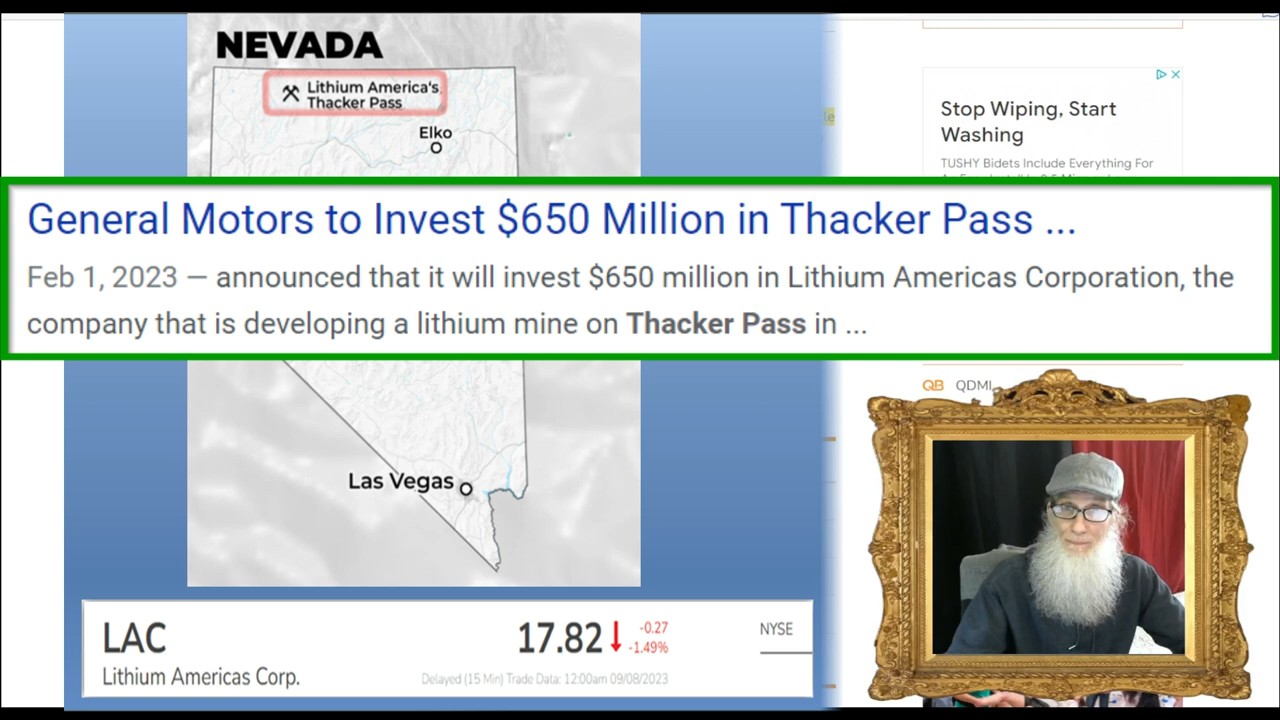 NEVADA
Lithium America's
Thacker Pass
Elko
Stop Wiping, Start
Washing
TUSHY Bidets Include Everything For
General Motors to Invest $650 Million in Thacker Pass ...
Feb 1, 2023 — announced that it will invest $650 million in Lithium Americas Corporation, the
company that is developing a lithium mine on Thacker Pass in ...
QB QDMI
Las Vegas
LAC
17.82
-0.27
-1.49%
NYSE
Lithium Americas Corp.
Delayed (15 Min) Trade Data: 12:00am 09/08/2023